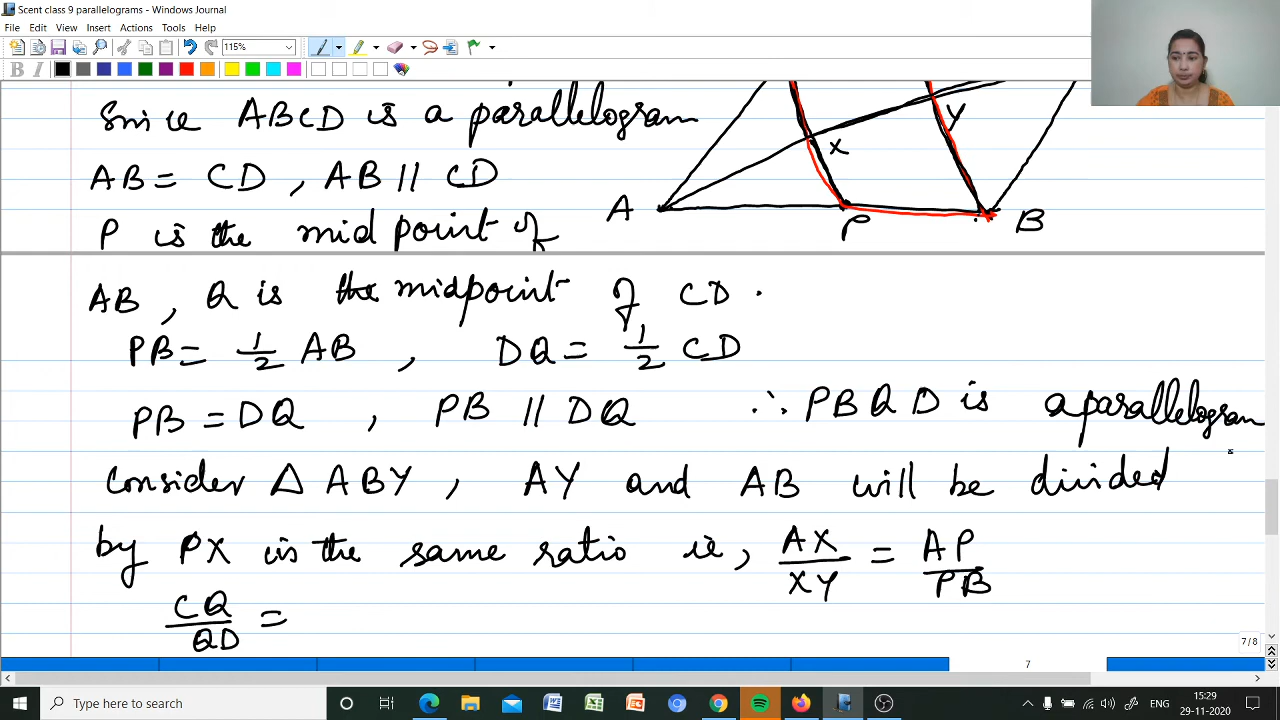 Scent class 9 parallelograms - Windows Journal
File Edit View Insert Actions Tools Help
115%
B I
Since ABCD is a parallelogram
AB = CD , AB // CD
P is the mid point of
X Y
A P B
AB , Q is the midpoint of CD .
PB = 1/2 AB , DQ = 1/2 CD
PB = DQ , PB // DQ ∴ PBQD is a parallelogram
consider △ ABY , AY and AB will be divided
by PX in the same ratio ie, AX/XY = AP/PB
CQ/QD =
7/8
7
Type here to search
ENG
15:29
29-11-2020